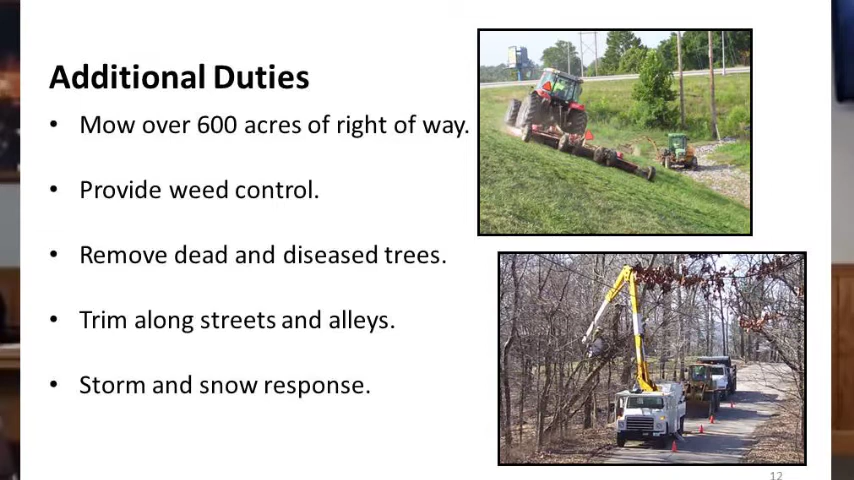 Additional Duties
• Mow over 600 acres of right of way.
• Provide weed control.
• Remove dead and diseased trees.
• Trim along streets and alleys.
• Storm and snow response.
12